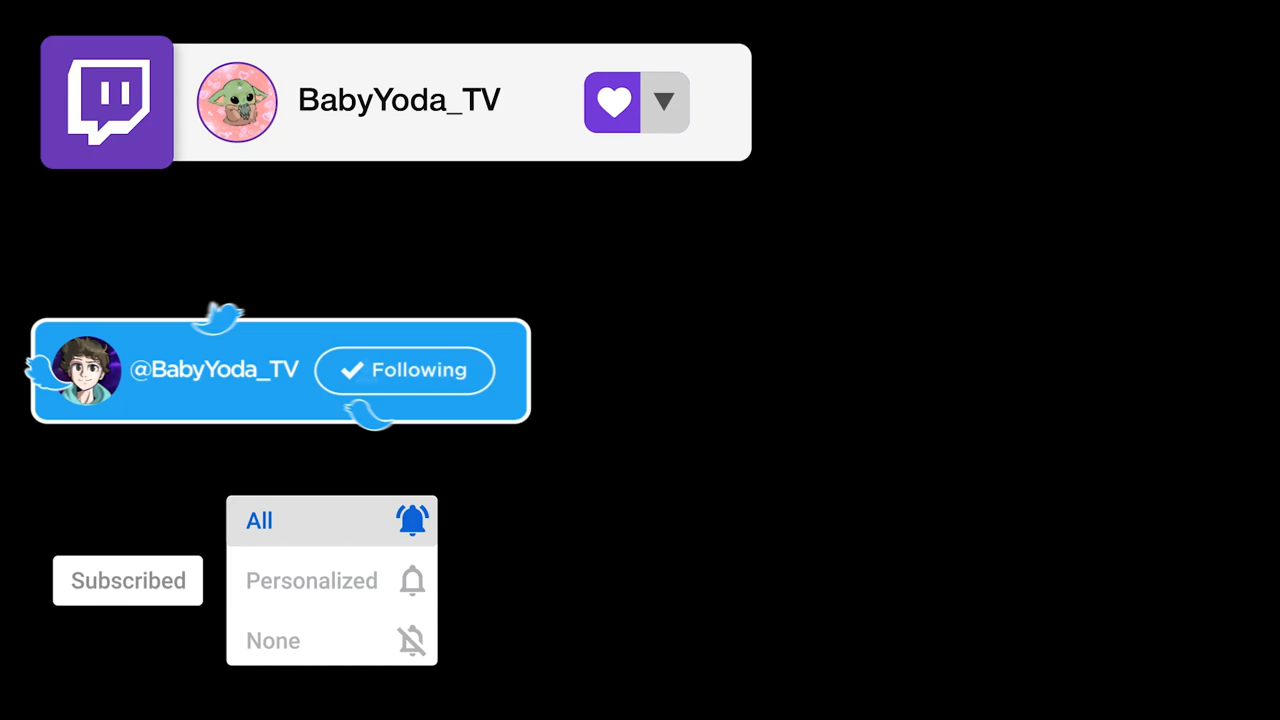 BabyYoda_TV
@BabyYoda_TV
Following
All
Subscribed
Personalized
None